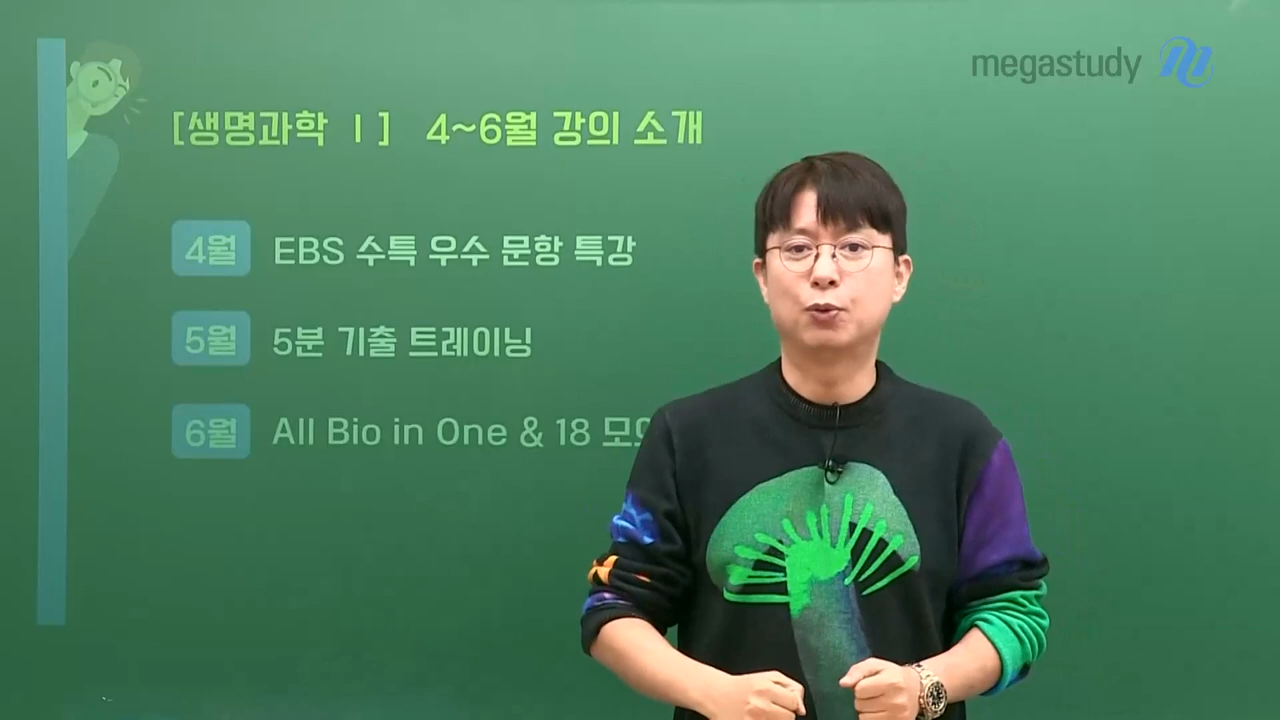 megastudy
[생명과학 Ⅰ] 4~6월 강의 소개
4월 EBS 수특 우수 문항 특강
5월 5분 기출 트레이닝
6월 All Bio in One & 18